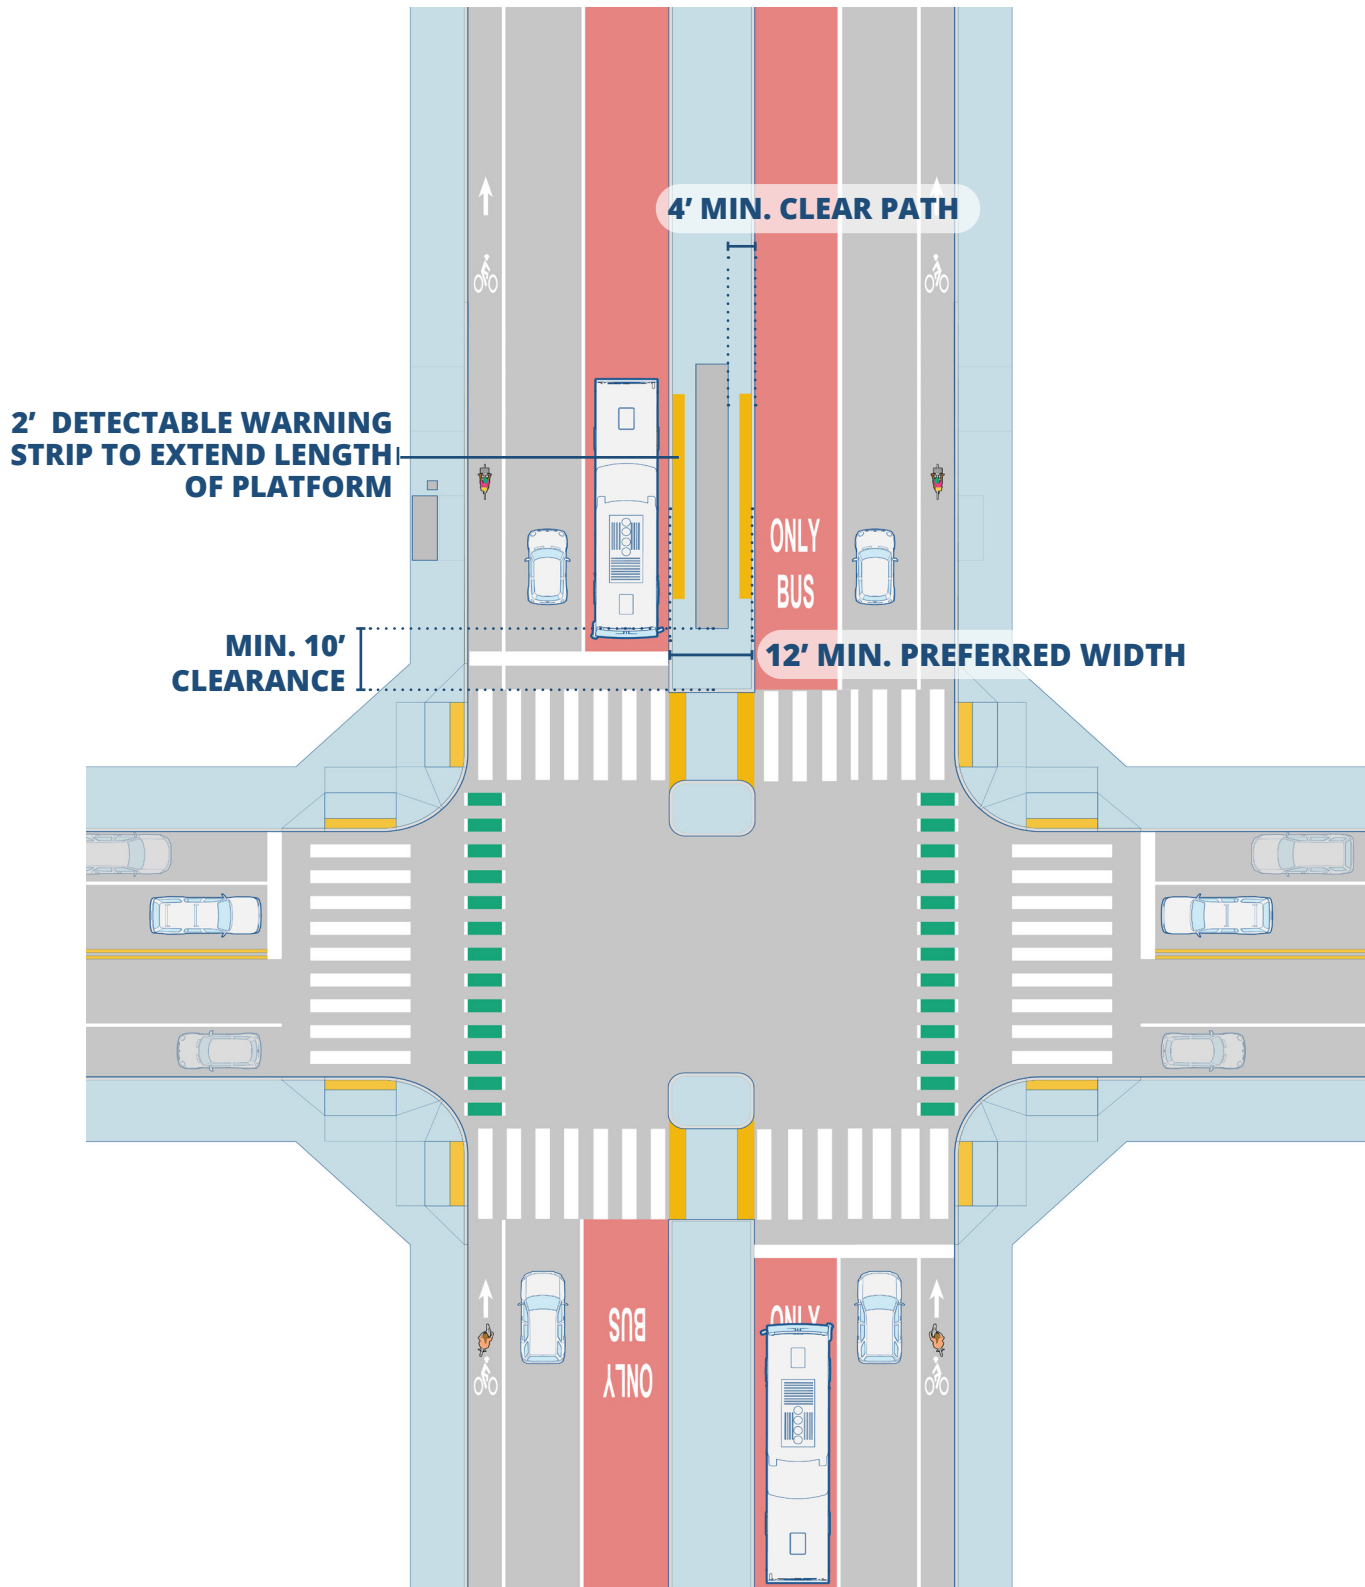 4’ MIN. CLEAR PATH
2’ DETECTABLE WARNING
STRIP TO EXTEND LENGTH
OF PLATFORM
ONLY
BUS
MIN. 10’
CLEARANCE
12’ MIN. PREFERRED WIDTH
BUS
ONLY
ONLY